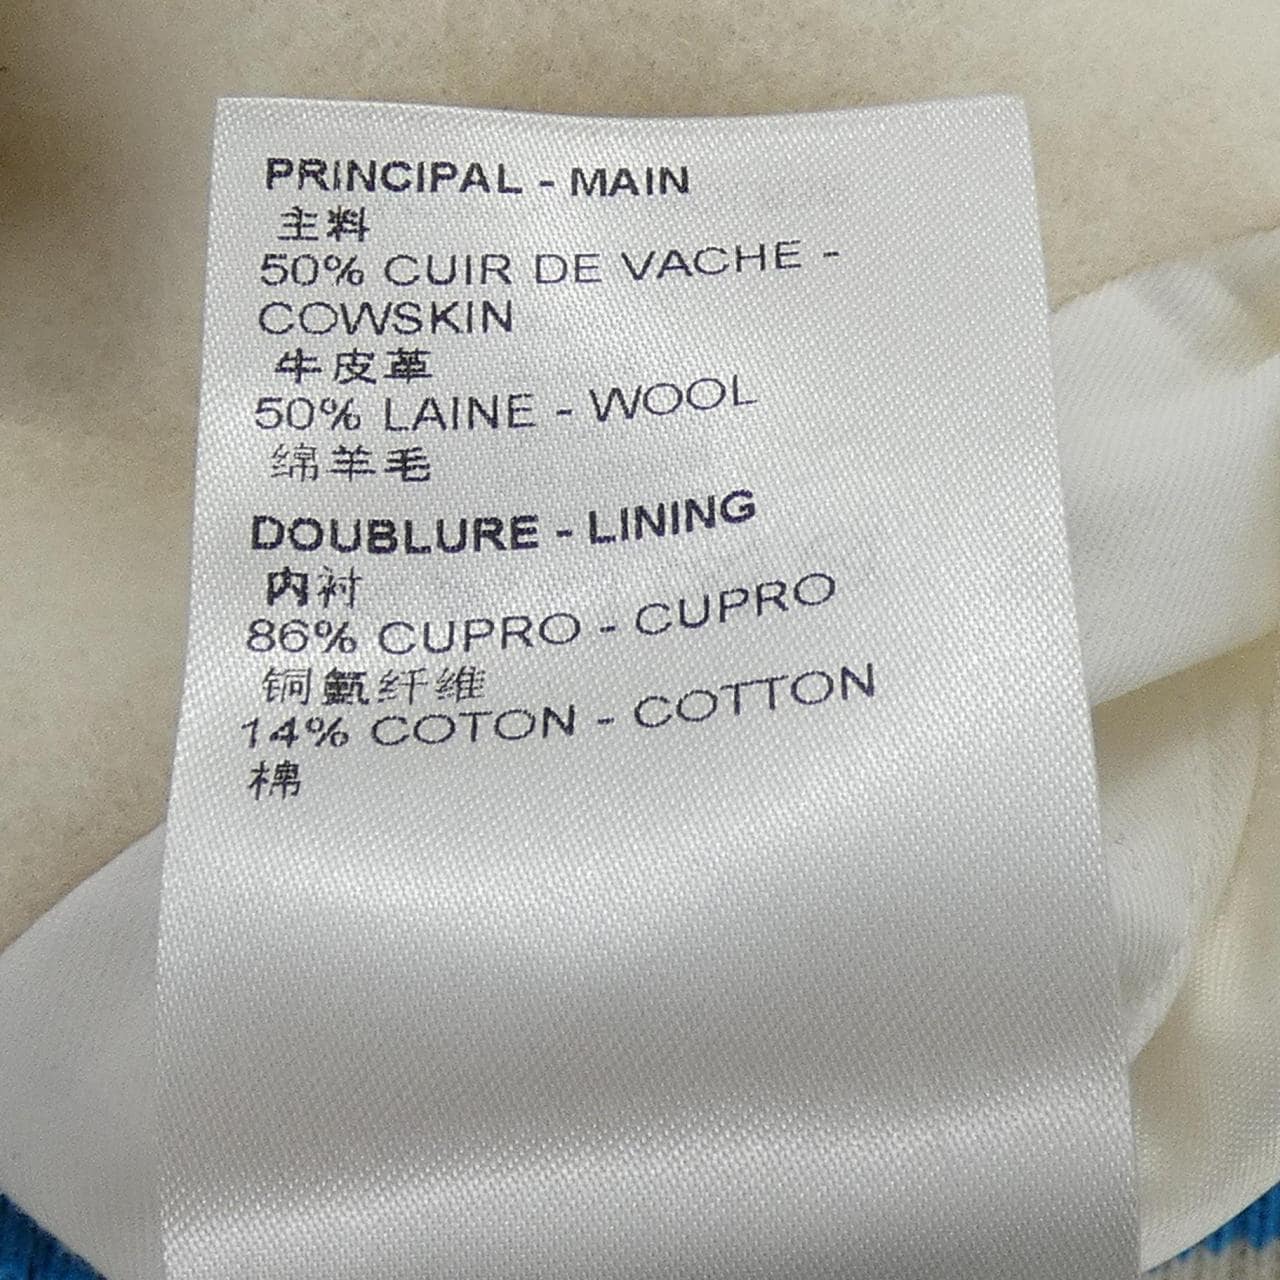 PRINCIPAL - MAIN
主料
50% CUIR DE VACHE -
COWSKIN
牛皮革
50% LAINE - WOOL
绵羊毛
DOUBLURE - LINING
内衬
86% CUPRO - CUPRO
铜氨纤维
14% COTON - COTTON
棉